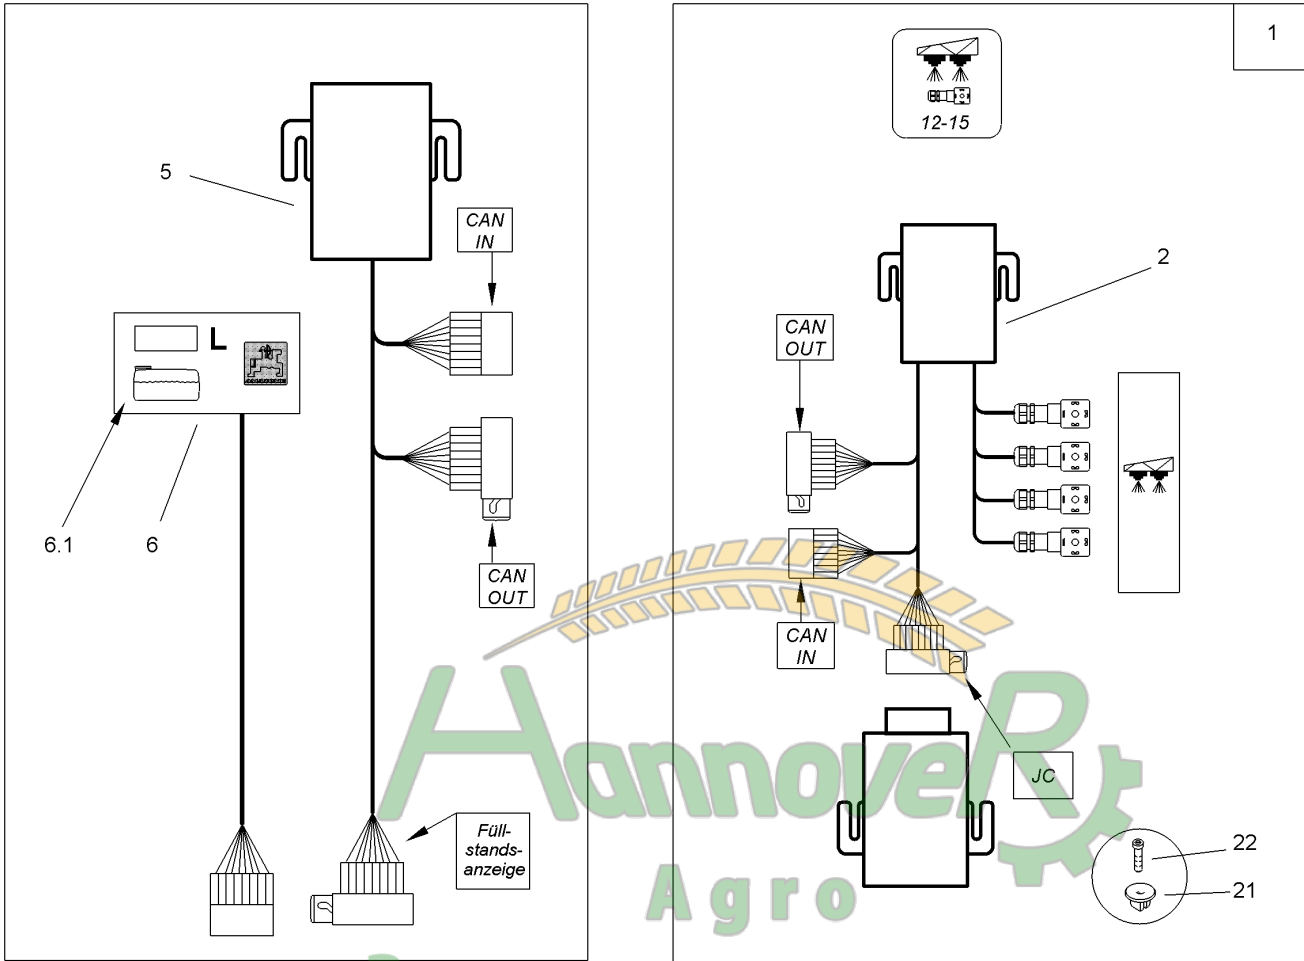 1
12-15
5
CAN
IN
2
CAN
OUT
L
6.1
6
CAN
OUT
CAN
IN
HannoveR
Agro
JC
Füll-
stands-
anzeige
22
21